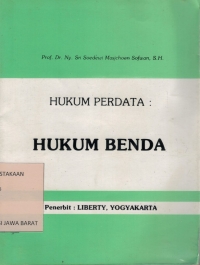 Prof. Dr. Ny. Sri Soedewi Masjchoen Sofwan, S.H.
HUKUM PERDATA :
HUKUM BENDA
STAKAAN
I JAWA BARAT
Penerbit : LIBERTY, YOGYAKARTA